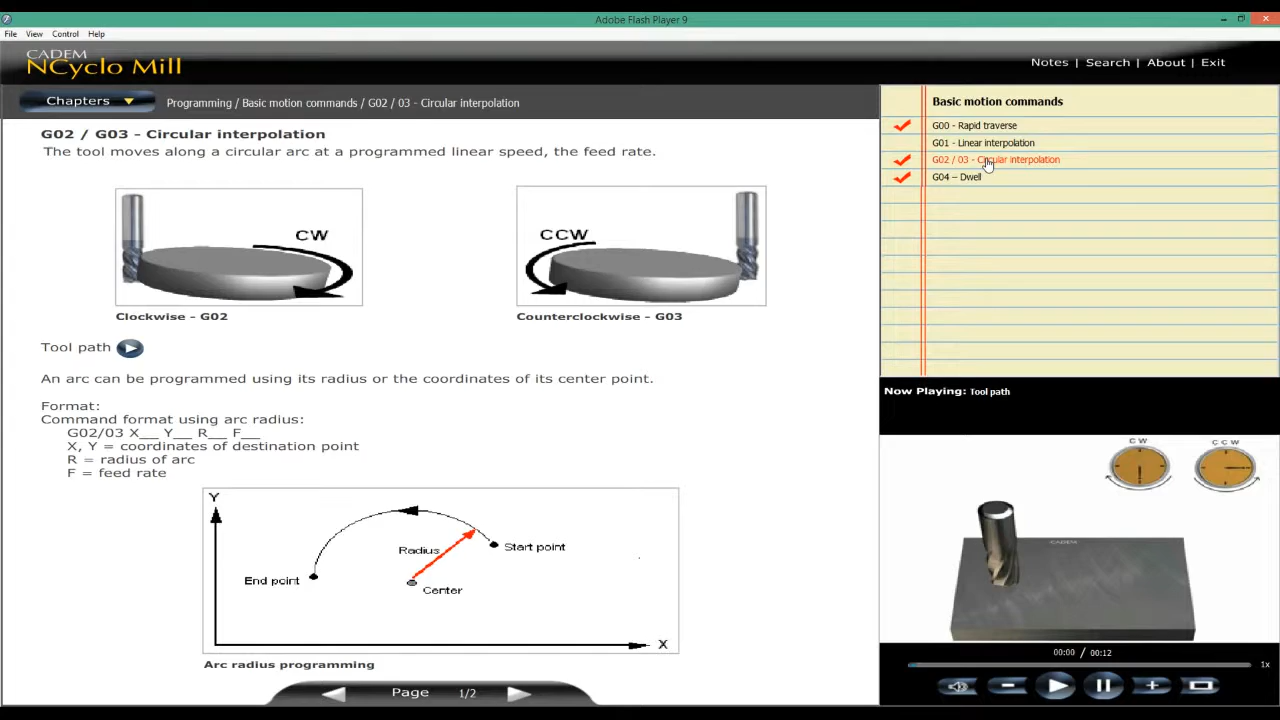 Adobe Flash Player 9
File View Control Help
CADEM
NCyclo Mill
Notes | Search | About | Exit
Chapters
Programming / Basic motion commands / G02 / 03 - Circular interpolation
G02 / G03 - Circular interpolation
The tool moves along a circular arc at a programmed linear speed, the feed rate.
CW
CCW
Clockwise - G02
Counterclockwise - G03
Tool path
An arc can be programmed using its radius or the coordinates of its center point.
Format:
Command format using arc radius:
G02/03 X__ Y__ R__ F__
X, Y = coordinates of destination point
R = radius of arc
F = feed rate
Y
Radius
Start point
End point
Center
X
Arc radius programming
Page 1/2
Basic motion commands
G00 - Rapid traverse
G01 - Linear interpolation
G02 / 03 - Circular interpolation
G04 – Dwell
Now Playing: Tool path
CW
CCW
CADEM
00:00 / 00:12
1x